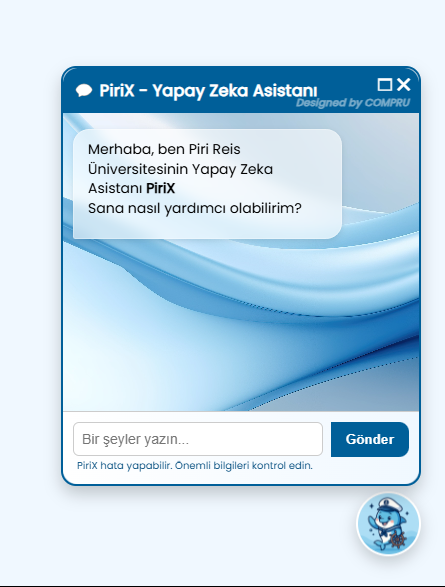 PiriX - Yapay Zeka Asistanı
Designed by COMPRU
Merhaba, ben Piri Reis
Üniversitesinin Yapay Zeka
Asistanı PiriX
Sana nasıl yardımcı olabilirim?
Bir şeyler yazın...
Gönder
PiriX hata yapabilir. Önemli bilgileri kontrol edin.